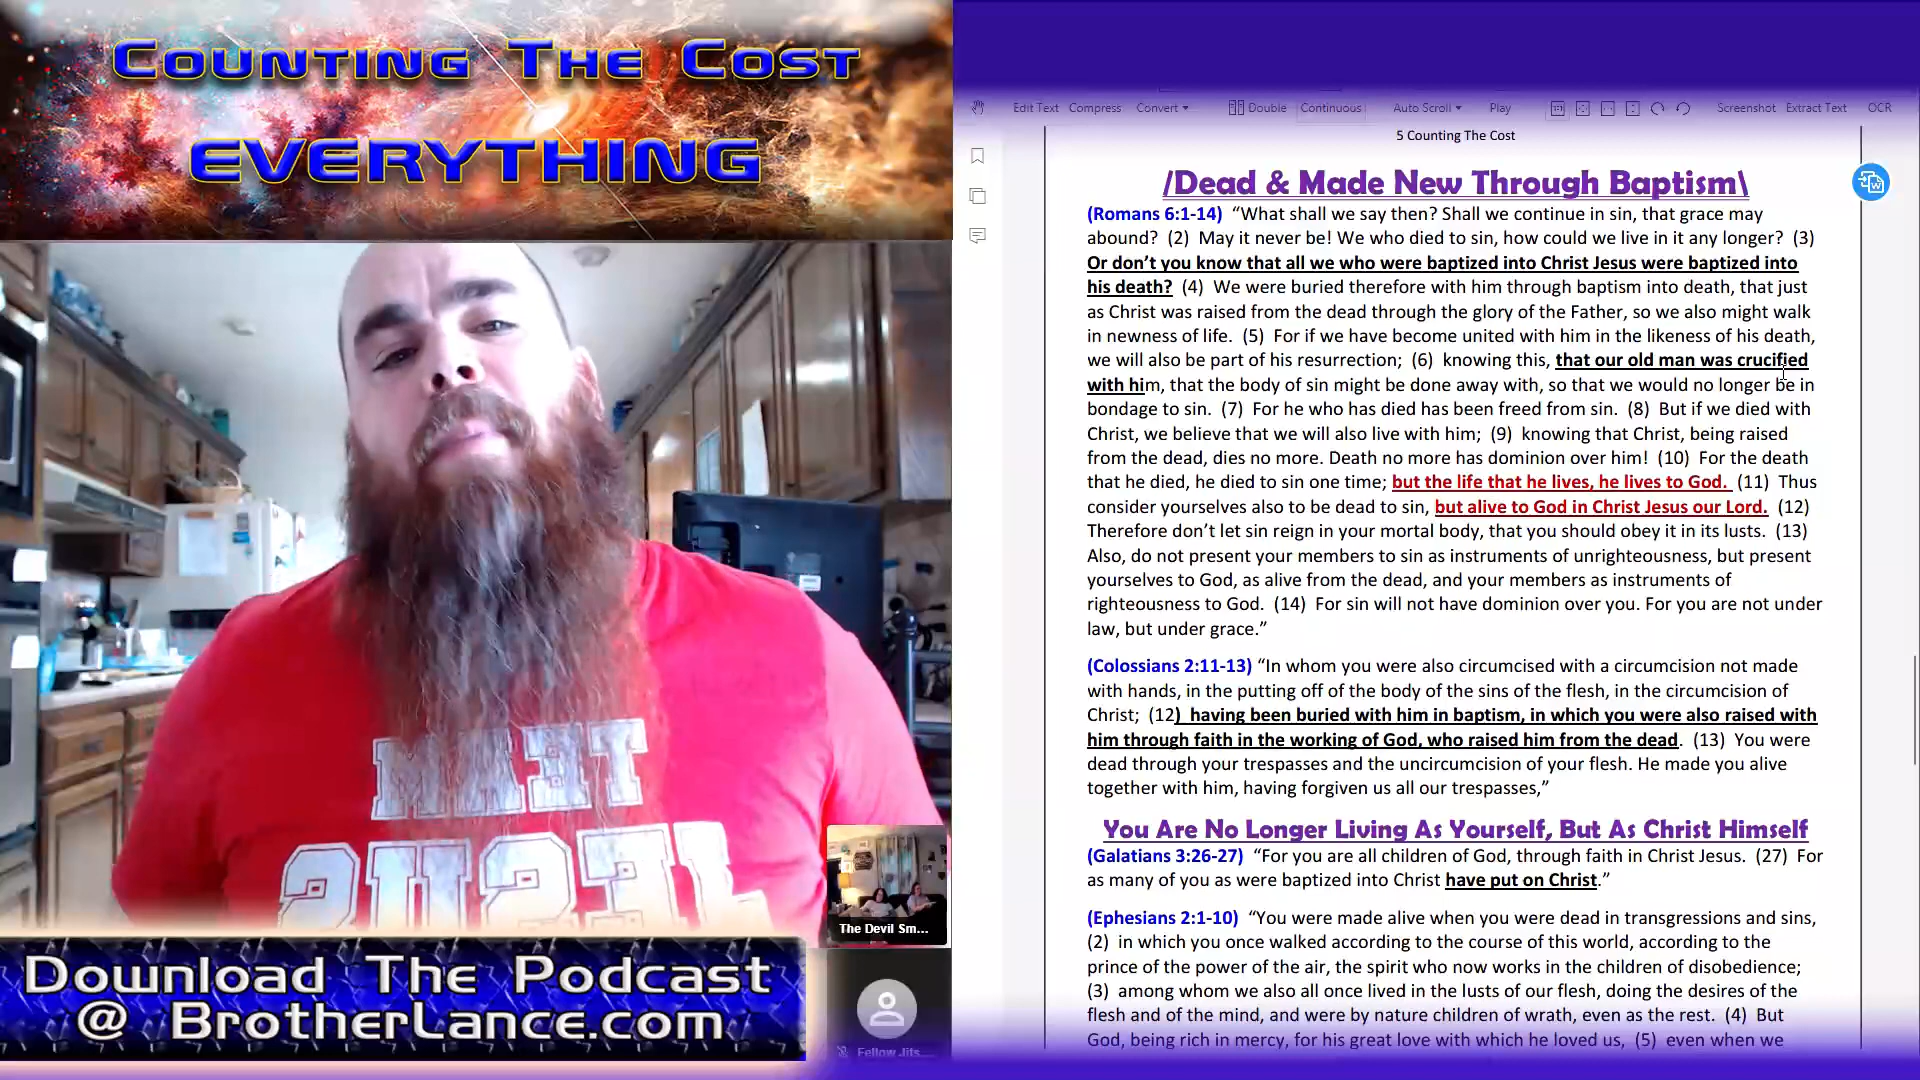 Counting The Cost
EVERYTHING
TEAM
JESUS
The Devil Sm...
Fellow Jits...
Download The Podcast
@ BrotherLance.com
Edit Text Compress Convert Double Continuous Auto Scroll Play Screenshot Extract Text OCR
5 Counting The Cost
/Dead & Made New Through Baptism\
(Romans 6:1-14) “What shall we say then? Shall we continue in sin, that grace may
abound? (2) May it never be! We who died to sin, how could we live in it any longer? (3)
Or don’t you know that all we who were baptized into Christ Jesus were baptized into
his death? (4) We were buried therefore with him through baptism into death, that just
as Christ was raised from the dead through the glory of the Father, so we also might walk
in newness of life. (5) For if we have become united with him in the likeness of his death,
we will also be part of his resurrection; (6) knowing this, that our old man was crucified
with him, that the body of sin might be done away with, so that we would no longer be in
bondage to sin. (7) For he who has died has been freed from sin. (8) But if we died with
Christ, we believe that we will also live with him; (9) knowing that Christ, being raised
from the dead, dies no more. Death no more has dominion over him! (10) For the death
that he died, he died to sin one time; but the life that he lives, he lives to God. (11) Thus
consider yourselves also to be dead to sin, but alive to God in Christ Jesus our Lord. (12)
Therefore don’t let sin reign in your mortal body, that you should obey it in its lusts. (13)
Also, do not present your members to sin as instruments of unrighteousness, but present
yourselves to God, as alive from the dead, and your members as instruments of
righteousness to God. (14) For sin will not have dominion over you. For you are not under
law, but under grace.”
(Colossians 2:11-13) “In whom you were also circumcised with a circumcision not made
with hands, in the putting off of the body of the sins of the flesh, in the circumcision of
Christ; (12) having been buried with him in baptism, in which you were also raised with
him through faith in the working of God, who raised him from the dead. (13) You were
dead through your trespasses and the uncircumcision of your flesh. He made you alive
together with him, having forgiven us all our trespasses,”
You Are No Longer Living As Yourself, But As Christ Himself
(Galatians 3:26-27) “For you are all children of God, through faith in Christ Jesus. (27) For
as many of you as were baptized into Christ have put on Christ.”
(Ephesians 2:1-10) “You were made alive when you were dead in transgressions and sins,
(2) in which you once walked according to the course of this world, according to the
prince of the power of the air, the spirit who now works in the children of disobedience;
(3) among whom we also all once lived in the lusts of our flesh, doing the desires of the
flesh and of the mind, and were by nature children of wrath, even as the rest. (4) But
God, being rich in mercy, for his great love with which he loved us, (5) even when we